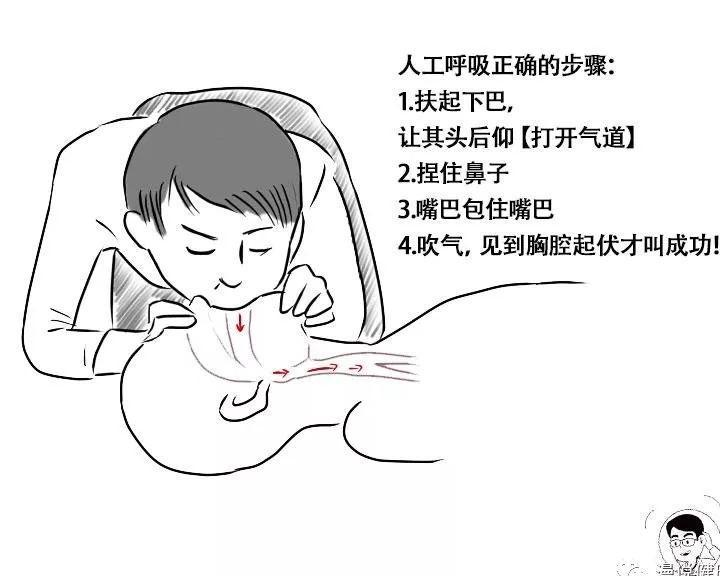 人工呼吸正确的步骤:
1.扶起下巴,
让其头后仰【打开气道】
2.捏住鼻子
3.嘴巴包住嘴巴
4.吹气, 见到胸腔起伏才叫成功!